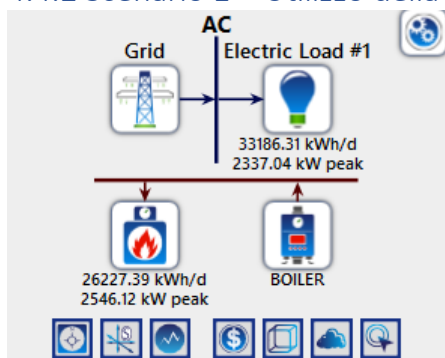 AC
Grid
Electric Load #1
33186.31 kWh/d
2337.04 kW peak
26227.39 kWh/d
2546.12 kW peak
BOILER